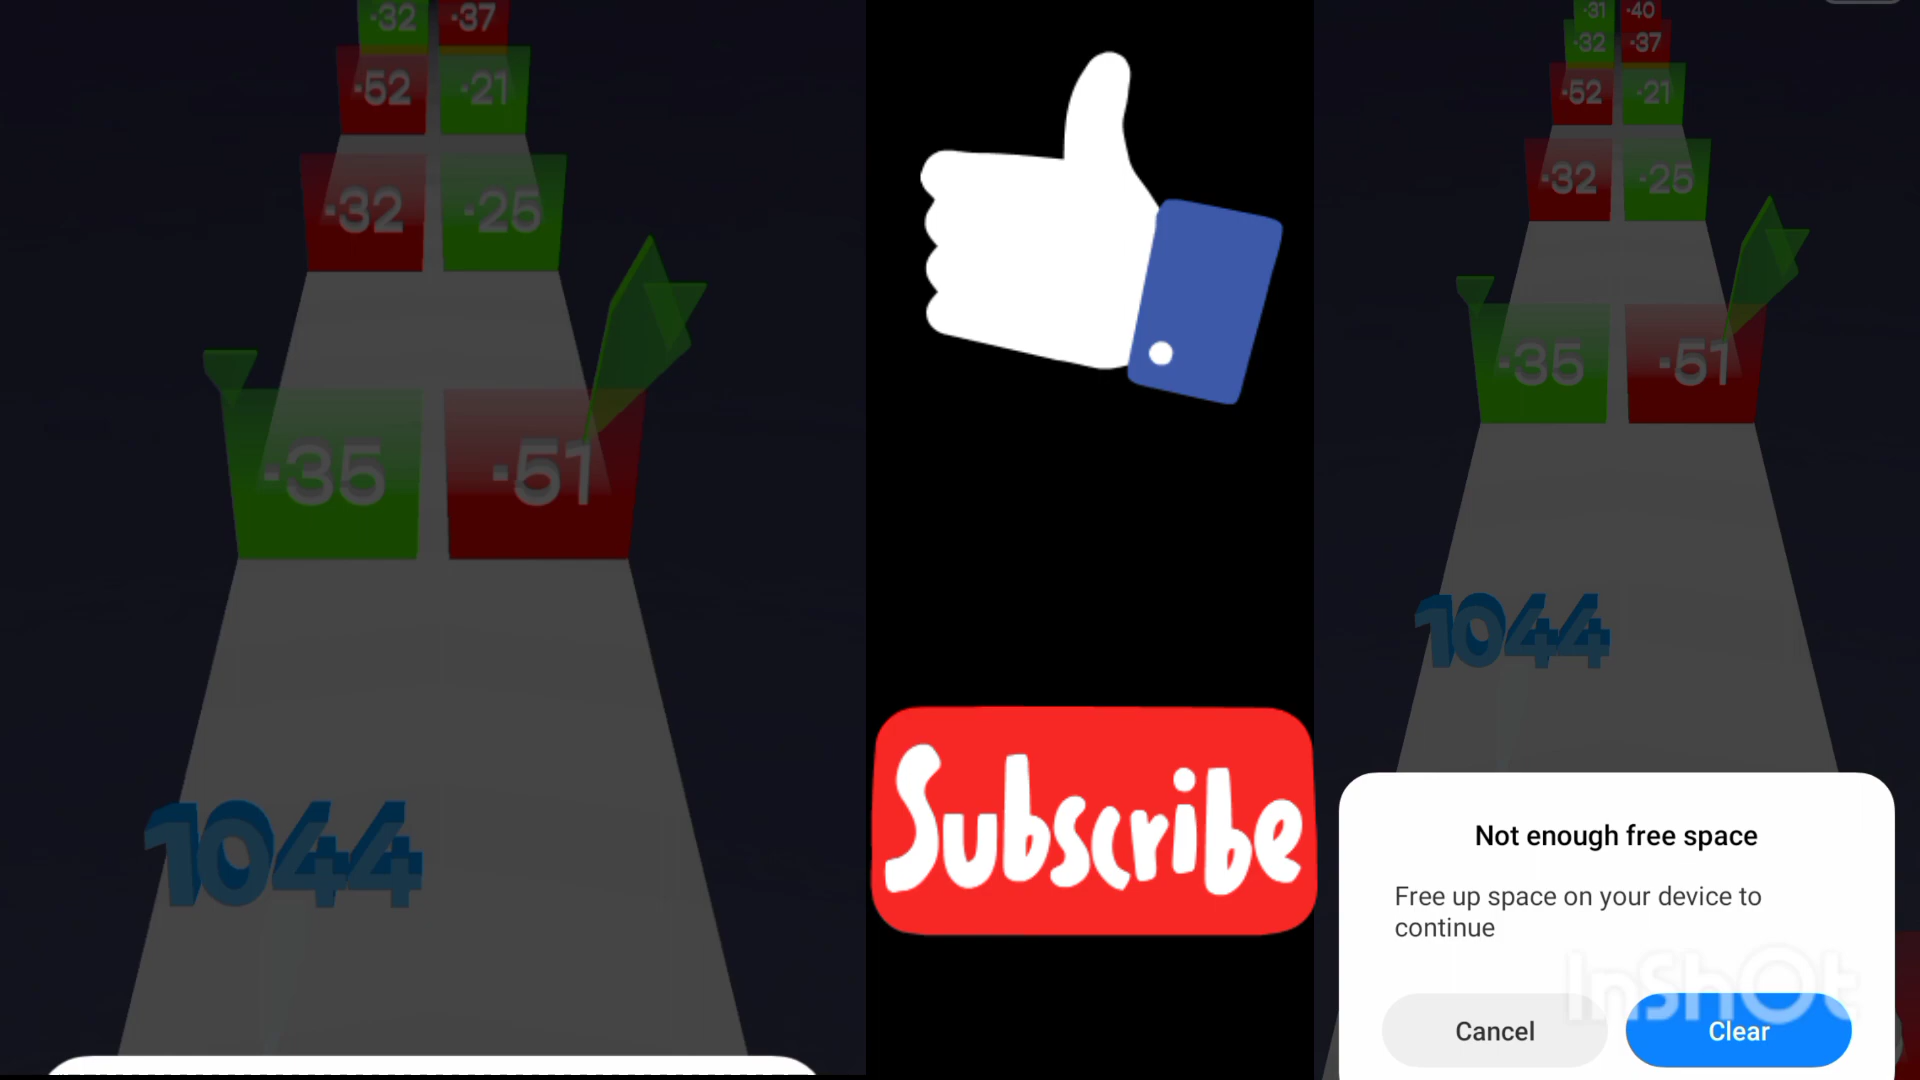 -32 -37
-52 -21
-32 -25
-35 -51
1044
Subscribe
-31 -40
-32 -37
-52 -21
-32 -25
-35 -51
1044
Not enough free space
Free up space on your device to
continue
InShOt
Cancel Clear